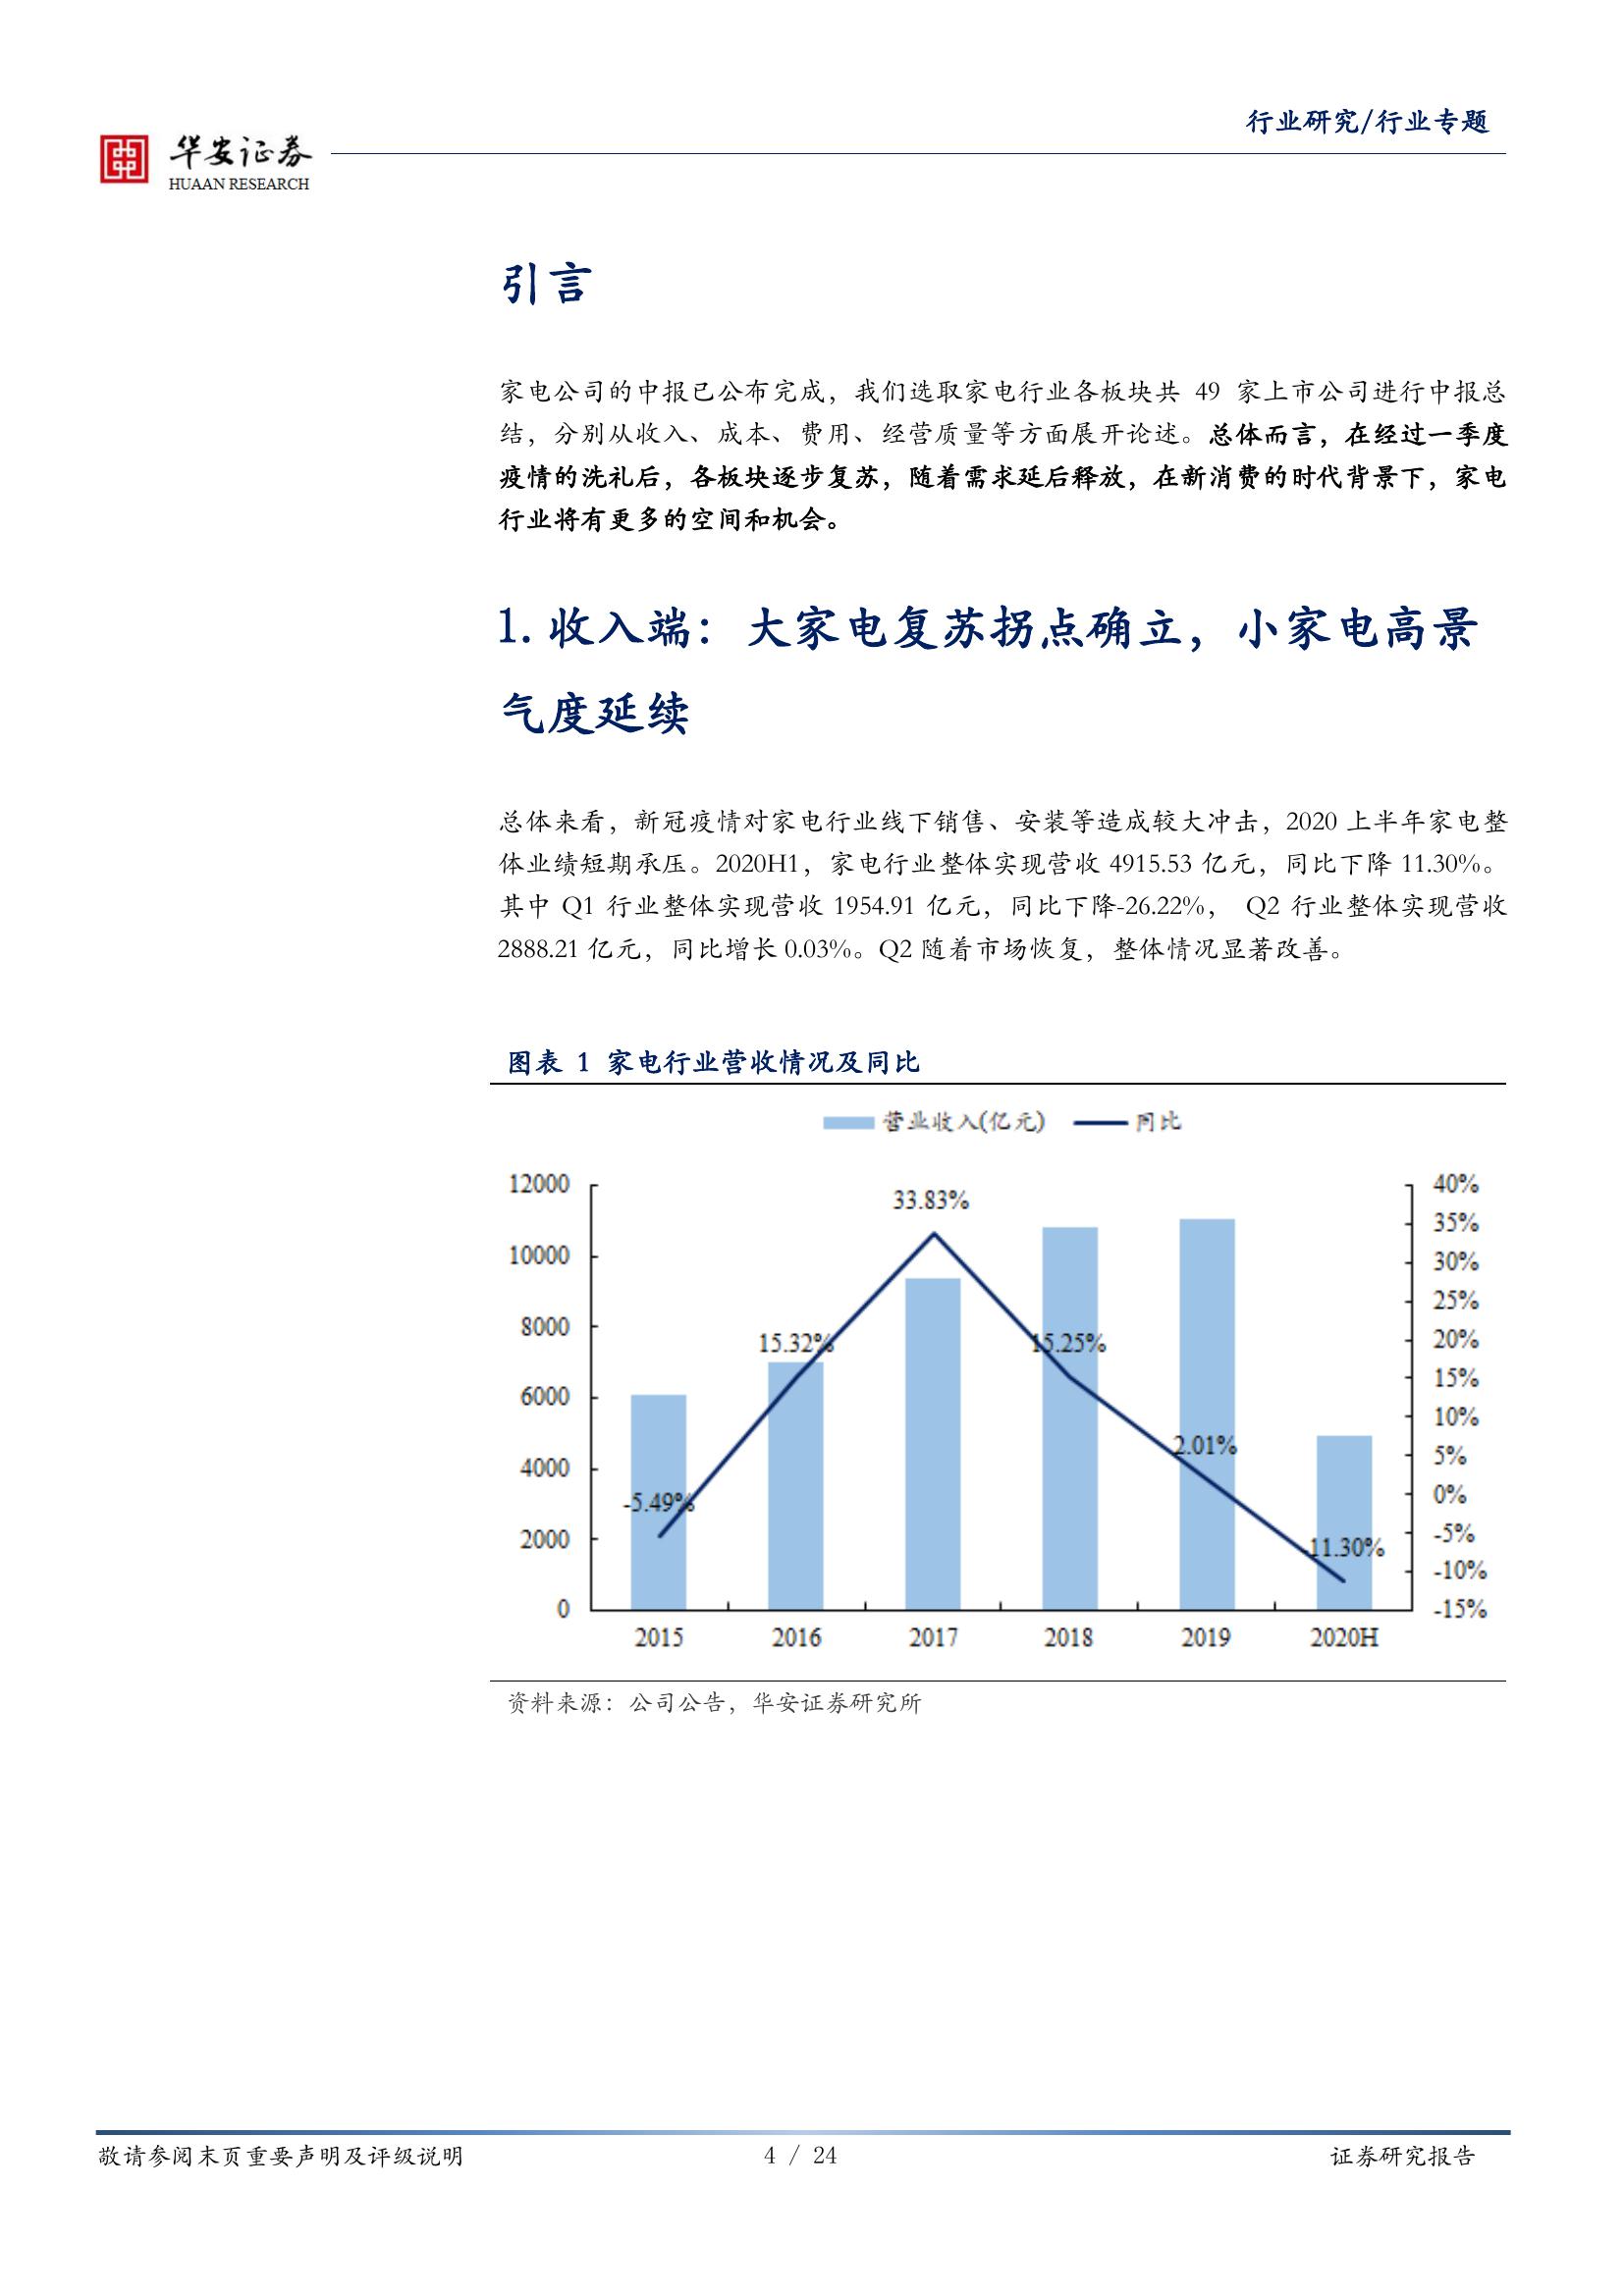 行业研究/行业专题
华安证券
HUAAN RESEARCH
引言
家电公司的中报已公布完成，我们选取家电行业各板块共 49 家上市公司进行中报总
结，分别从收入、成本、费用、经营质量等方面展开论述。总体而言，在经过一季度
疫情的洗礼后，各板块逐步复苏，随着需求延后释放，在新消费的时代背景下，家电
行业将有更多的空间和机会。
1. 收入端：大家电复苏拐点确立，小家电高景
气度延续
总体来看，新冠疫情对家电行业线下销售、安装等造成较大冲击，2020 上半年家电整
体业绩短期承压。2020H1，家电行业整体实现营收 4915.53 亿元，同比下降 11.30%。
其中 Q1 行业整体实现营收 1954.91 亿元，同比下降-26.22%， Q2 行业整体实现营收
2888.21 亿元，同比增长 0.03%。Q2 随着市场恢复，整体情况显著改善。
图表 1 家电行业营收情况及同比
营业收入(亿元) 同比
12000
10000
8000
6000
4000
2000
0
-5.49%
15.32%
33.83%
15.25%
2.01%
-11.30%
40%
35%
30%
25%
20%
15%
10%
5%
0%
-5%
-10%
-15%
2015 2016 2017 2018 2019 2020H
资料来源：公司公告，华安证券研究所
敬请参阅末页重要声明及评级说明 4 / 24 证券研究报告